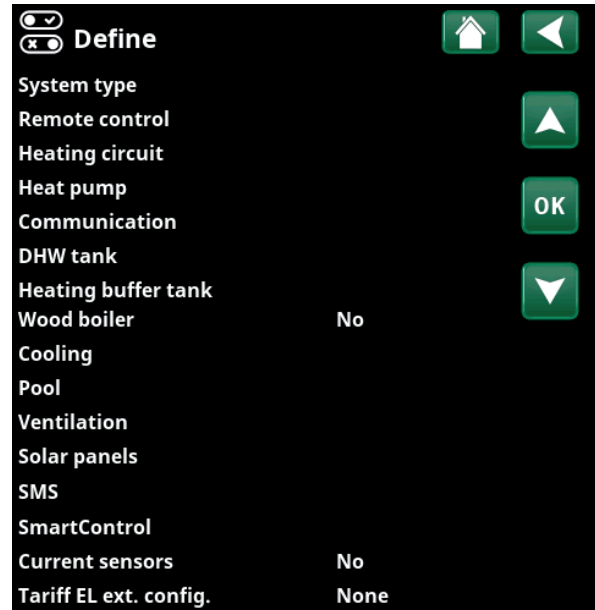 Define
System type
Remote control
Heating circuit
Heat pump
OK
Communication
DHW tank
Heating buffer tank
Wood boiler No
Cooling
Pool
Ventilation
Solar panels
SMS
SmartControl
Current sensors No
Tariff EL ext. config. None